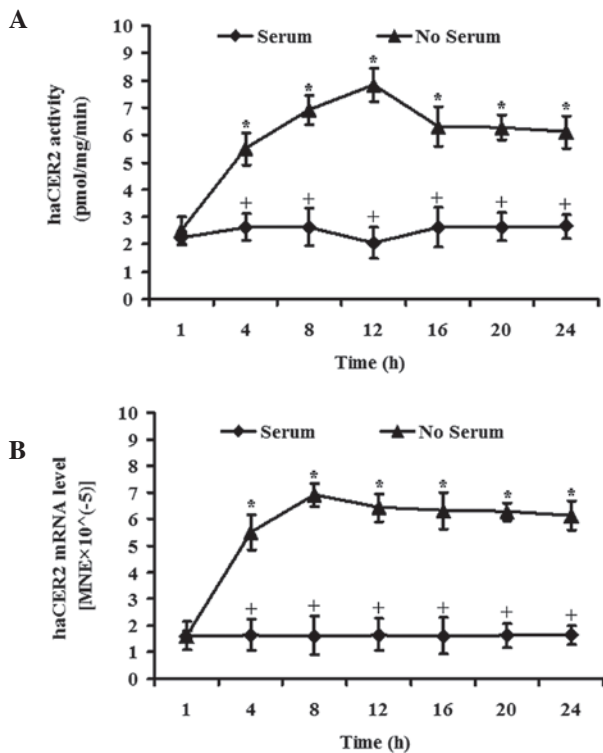 A
Serum
No Serum
haCER2 activity
(pmol/mg/min)
10
9
8
7
6
5
4
3
2
1
0
* * * * * *
+ + + + + +
1 4 8 12 16 20 24
Time (h)
B
Serum
No Serum
haCER2 mRNA level
[MNE×10^(-5)]
10
9
8
7
6
5
4
3
2
1
0
* * * * * *
+ + + + + +
1 4 8 12 16 20 24
Time (h)